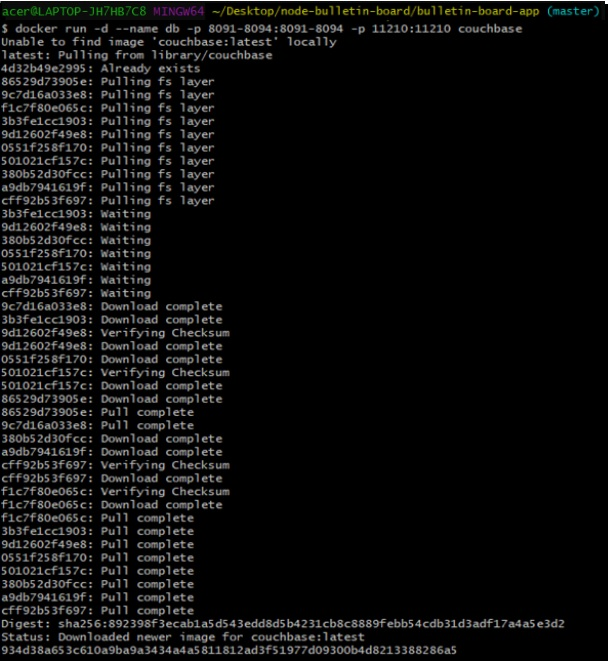 acer@LAPTOP-JH7HB7C8 MINGW64 ~/Desktop/node-bulletin-board/bulletin-board-app (master)
$ docker run -d --name db -p 8091-8094:8091-8094 -p 11210:11210 couchbase
Unable to find image 'couchbase:latest' locally
latest: Pulling from library/couchbase
4d32b49e2995: Already exists
86529d73905e: Pulling fs layer
9c7d16a033e8: Pulling fs layer
f1c7f80e065c: Pulling fs layer
3b3fe1cc1903: Pulling fs layer
9d12602f49e8: Pulling fs layer
0551f258f170: Pulling fs layer
501021cf157c: Pulling fs layer
380b52d30fcc: Pulling fs layer
a9db7941619f: Pulling fs layer
cff92b53f697: Pulling fs layer
3b3fe1cc1903: Waiting
9d12602f49e8: Waiting
380b52d30fcc: Waiting
0551f258f170: Waiting
501021cf157c: Waiting
a9db7941619f: Waiting
cff92b53f697: Waiting
9c7d16a033e8: Download complete
3b3fe1cc1903: Download complete
9d12602f49e8: Verifying Checksum
9d12602f49e8: Download complete
0551f258f170: Download complete
501021cf157c: Verifying Checksum
501021cf157c: Download complete
86529d73905e: Download complete
86529d73905e: Pull complete
9c7d16a033e8: Pull complete
380b52d30fcc: Download complete
a9db7941619f: Download complete
cff92b53f697: Verifying Checksum
cff92b53f697: Download complete
f1c7f80e065c: Verifying Checksum
f1c7f80e065c: Download complete
f1c7f80e065c: Pull complete
3b3fe1cc1903: Pull complete
9d12602f49e8: Pull complete
0551f258f170: Pull complete
501021cf157c: Pull complete
380b52d30fcc: Pull complete
a9db7941619f: Pull complete
cff92b53f697: Pull complete
Digest: sha256:892398f3ecab1a5d543edd8d5b4231cb8c8889febb54cdb31d3adf17a4a5e3d2
Status: Downloaded newer image for couchbase:latest
934d38a653c610a9ba9a3434a4a5811812ad3f51977d09300b4d8213388286a5